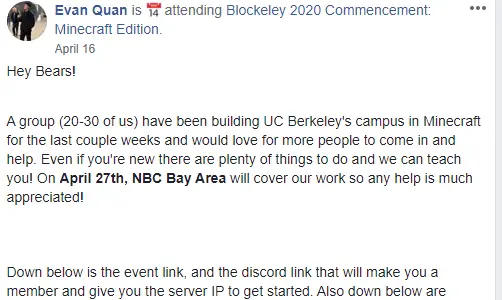 Evan Quan is 📅 attending Blockeley 2020 Commencement:
Minecraft Edition.
April 16
Hey Bears!
A group (20-30 of us) have been building UC Berkeley's campus in Minecraft
for the last couple weeks and would love for more people to come in and
help. Even if you're new there are plenty of things to do and we can teach
you! On April 27th, NBC Bay Area will cover our work so any help is much
appreciated!
Down below is the event link, and the discord link that will make you a
member and give you the server IP to get started. Also down below are